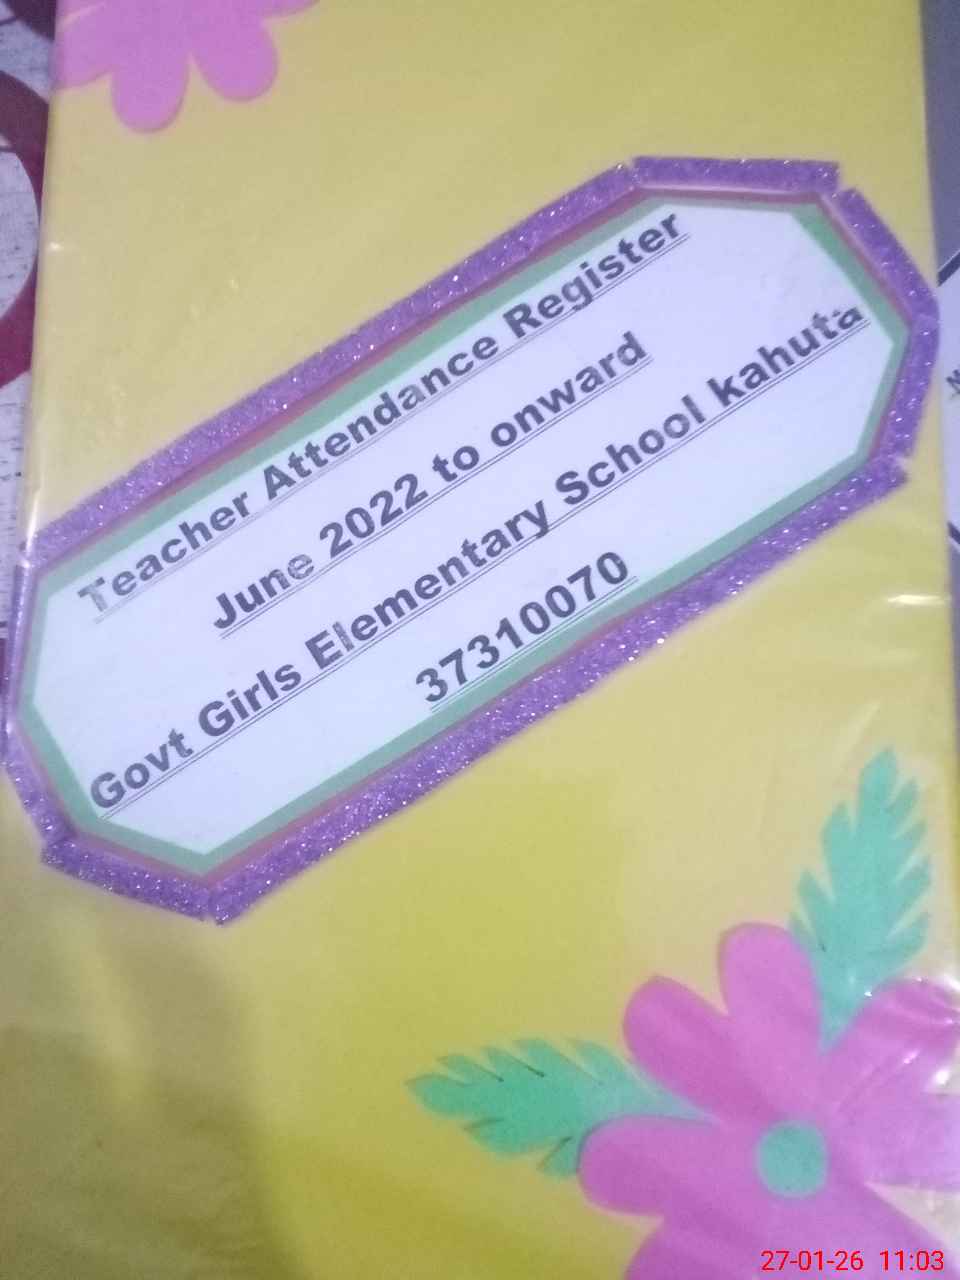 Teacher Attendance Register
June 2022 to onward
Govt Girls Elementary School kahuta
37310070
27-01-26 11:03